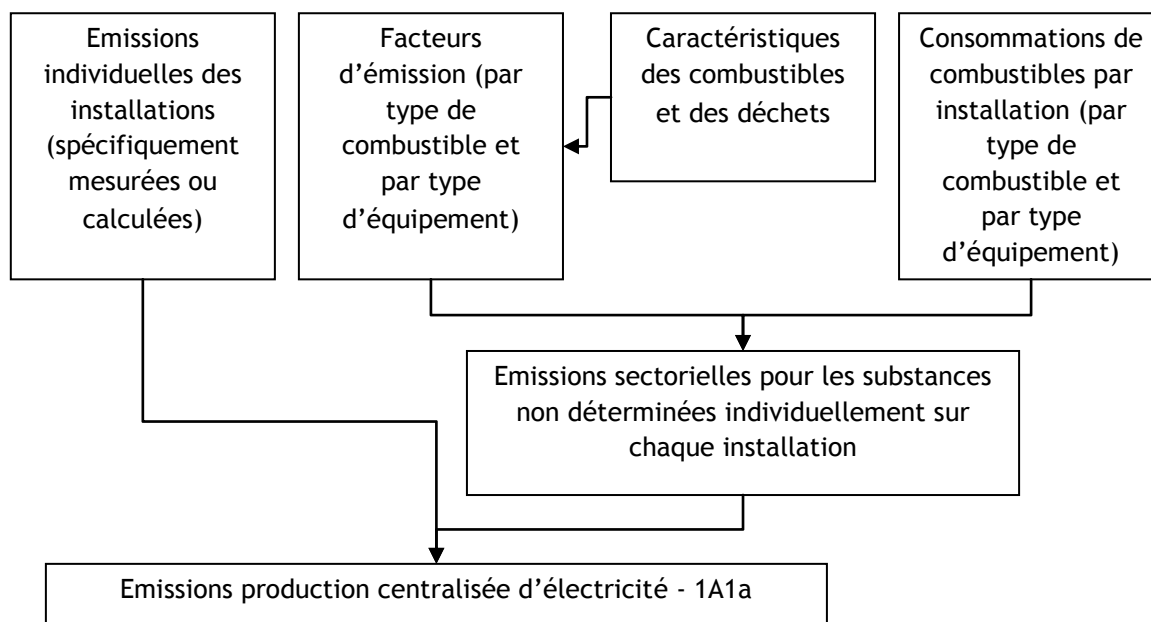 Emissions
individuelles des
installations
(spécifiquement
mesurées ou
calculées)
Facteurs
d’émission (par
type de
combustible et
par type
d’équipement)
Caractéristiques
des combustibles
et des déchets
Consommations de
combustibles par
installation (par
type de
combustible et
par type
d’équipement)
Emissions sectorielles pour les substances
non déterminées individuellement sur
chaque installation
Emissions production centralisée d’électricité - 1A1a